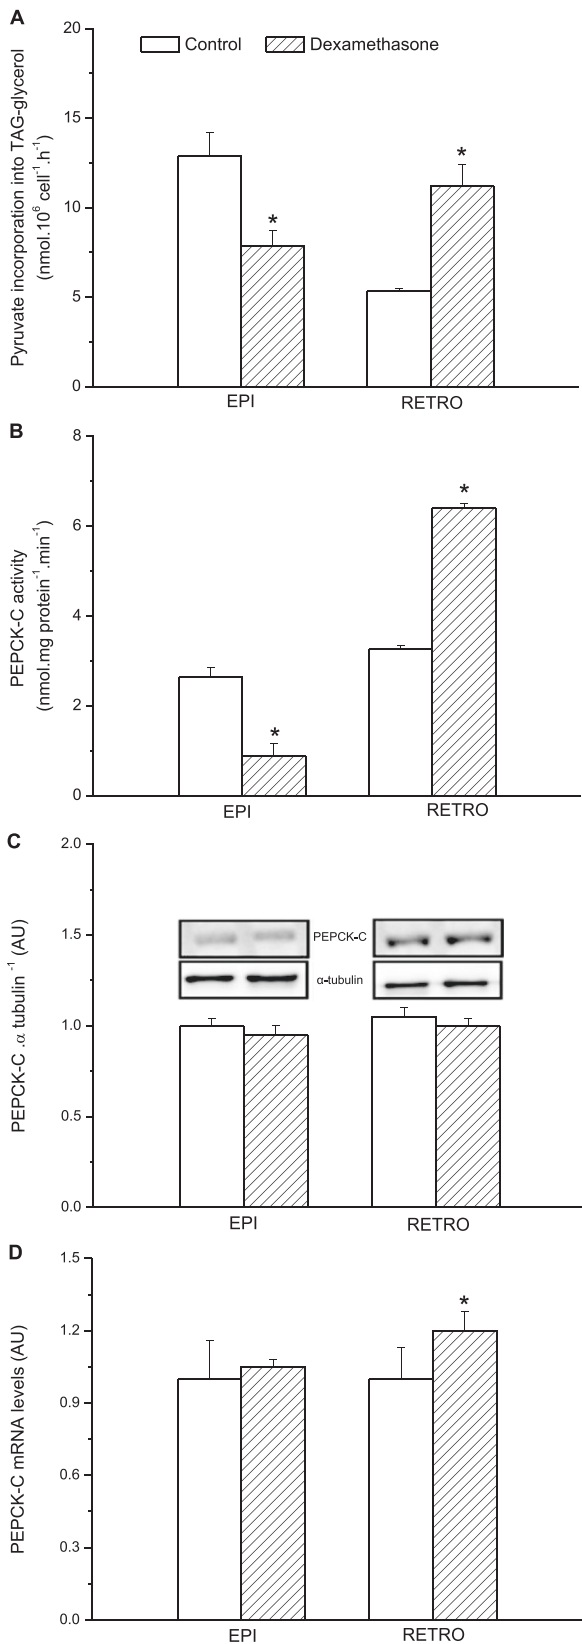 A
20
15
10
5
0
Pyruvate incorporation into TAG-glycerol
(nmol.10⁶ cell⁻¹.h⁻¹)
Control
Dexamethasone
*
*
EPI
RETRO
B
8
6
4
2
0
PEPCK-C activity
(nmol.mg protein⁻¹.min⁻¹)
*
*
EPI
RETRO
C
2.0
1.5
1.0
0.5
0.0
PEPCK-C .α tubulin ⁻¹ (AU)
PEPCK-C
α-tubulin
EPI
RETRO
D
1.5
1.2
0.9
0.6
0.3
0.0
PEPCK-C mRNA levels (AU)
*
EPI
RETRO